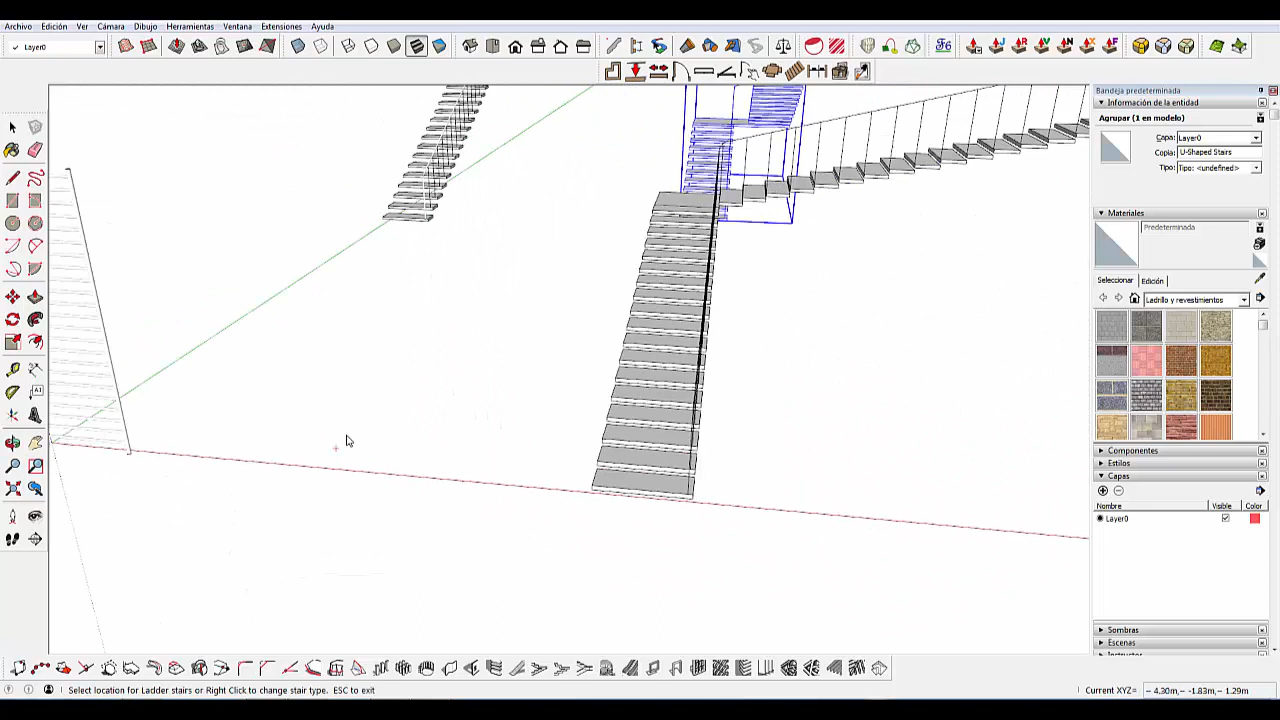 Archivo Edición Ver Cámara Dibujo Herramientas Ventana Extensiones Ayuda
Layer0
Bandeja predeterminada
Información de la entidad
Agrupar (1 en modelo)
Capa: Layer0
Copia: U-Shaped Stairs
Tipo: Tipo: <undefined>
Materiales
Predeterminada
Seleccionar Edición
Ladrillo y revestimientos
Componentes
Estilos
Capas
Nombre Visible Color
Layer0
Sombras
Escenas
Select location for Ladder stairs or Right Click to change stair type. ESC to exit
Current XYZ= ~ 4.30m,~ -1.83m,~ 1.29m